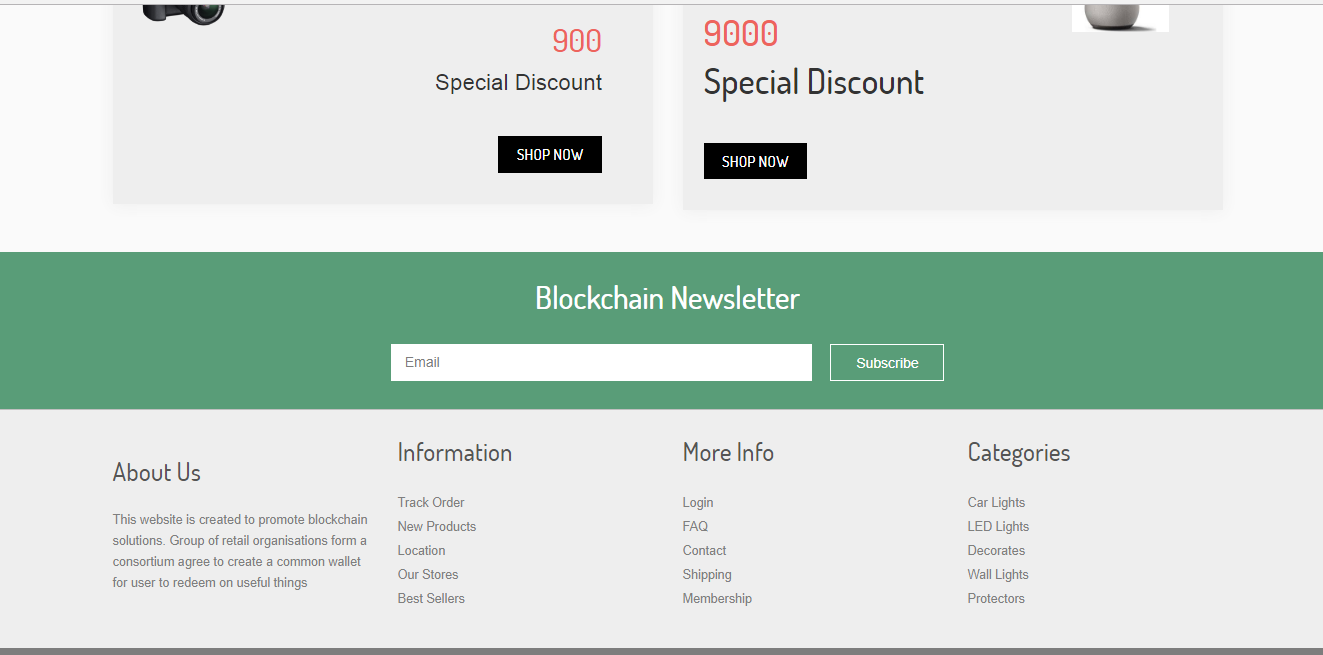 900
Special Discount
SHOP NOW
9000
Special Discount
SHOP NOW
Blockchain Newsletter
Email
Subscribe
About Us
This website is created to promote blockchain
solutions. Group of retail organisations form a
consortium agree to create a common wallet
for user to redeem on useful things
Information
Track Order
New Products
Location
Our Stores
Best Sellers
More Info
Login
FAQ
Contact
Shipping
Membership
Categories
Car Lights
LED Lights
Decorates
Wall Lights
Protectors